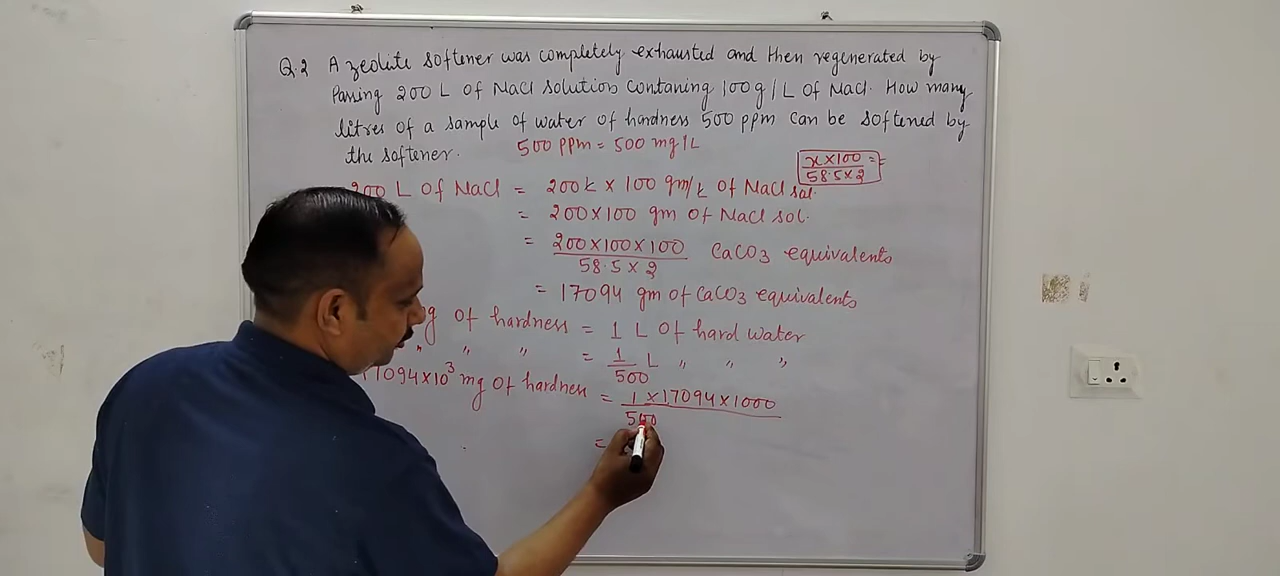 Q.2 A zeolite softener was completely exhausted and then regenerated by
Passing 200 L of NaCl solution contaning 100g/L of NaCl. How many
litres of a sample of water of hardness 500 ppm can be softened by
the softener. 500 ppm = 500 mg/L
x×100 / 58.5×2 =
200 L of NaCl = 200L × 100 gm/L of NaCl sol.
= 200×100 gm of NaCl sol.
= 200×100×100 / 58.5×2 CaCO3 equivalents
= 17094 gm of CaCO3 equivalents
mg of hardness = 1 L of hard water
" " " = 1/500 L " " "
17094×10³ mg of hardness = 1×17094×1000 / 500
=